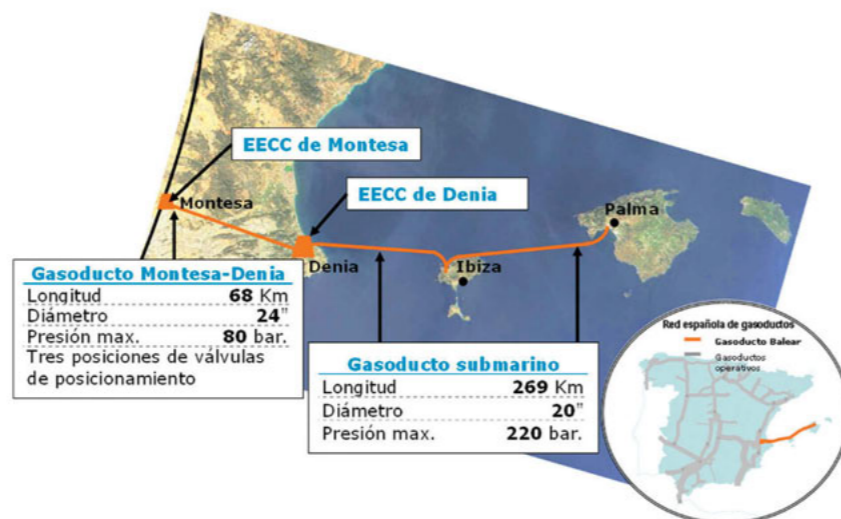 EECC de Montesa
Montesa
EECC de Denia
Palma
Denia
Ibiza
Gasoducto Montesa-Denia
Longitud 68 Km
Diámetro 24"
Presión max. 80 bar.
Tres posiciones de válvulas
de posicionamiento
Gasoducto submarino
Longitud 269 Km
Diámetro 20"
Presión max. 220 bar.
Red española de gasoductos
Gasoducto Balear
Gasoductos
operativos